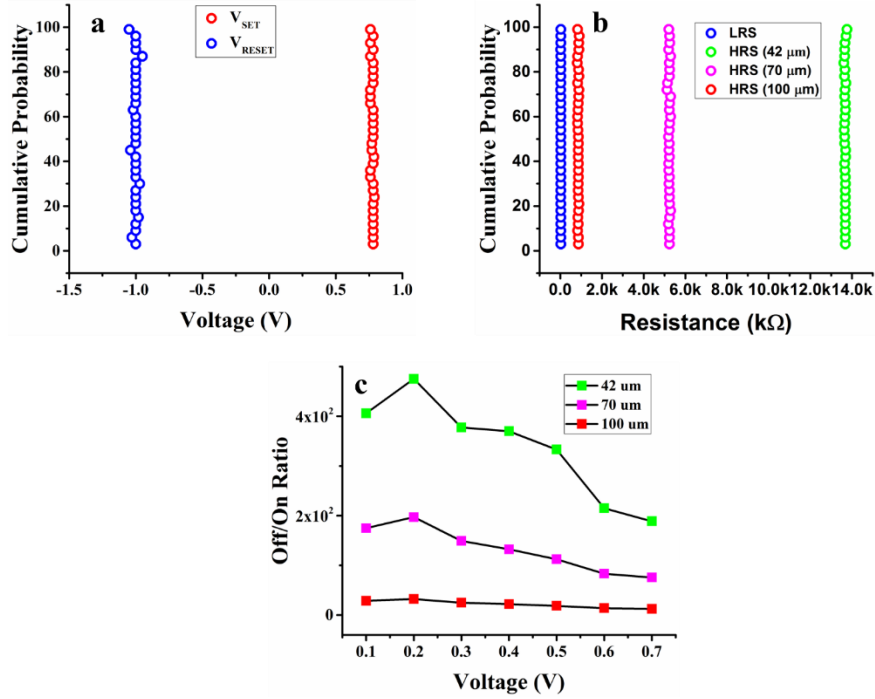 a
V_SET
V_RESET
Cumulative Probability
100
80
60
40
20
0
-1.5 -1.0 -0.5 0.0 0.5 1.0
Voltage (V)
b
LRS
HRS (42 μm)
HRS (70 μm)
HRS (100 μm)
Cumulative Probability
100
80
60
40
20
0
0.0 2.0k 4.0k 6.0k 8.0k 10.0k 12.0k 14.0k
Resistance (kΩ)
c
42 um
70 um
100 um
Off/On Ratio
4x10²
2x10²
0
0.1 0.2 0.3 0.4 0.5 0.6 0.7
Voltage (V)